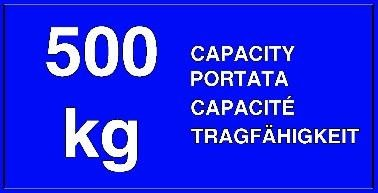 500
kg
CAPACITY
PORTATA
CAPACITÉ
TRAGFÄHIGKEIT